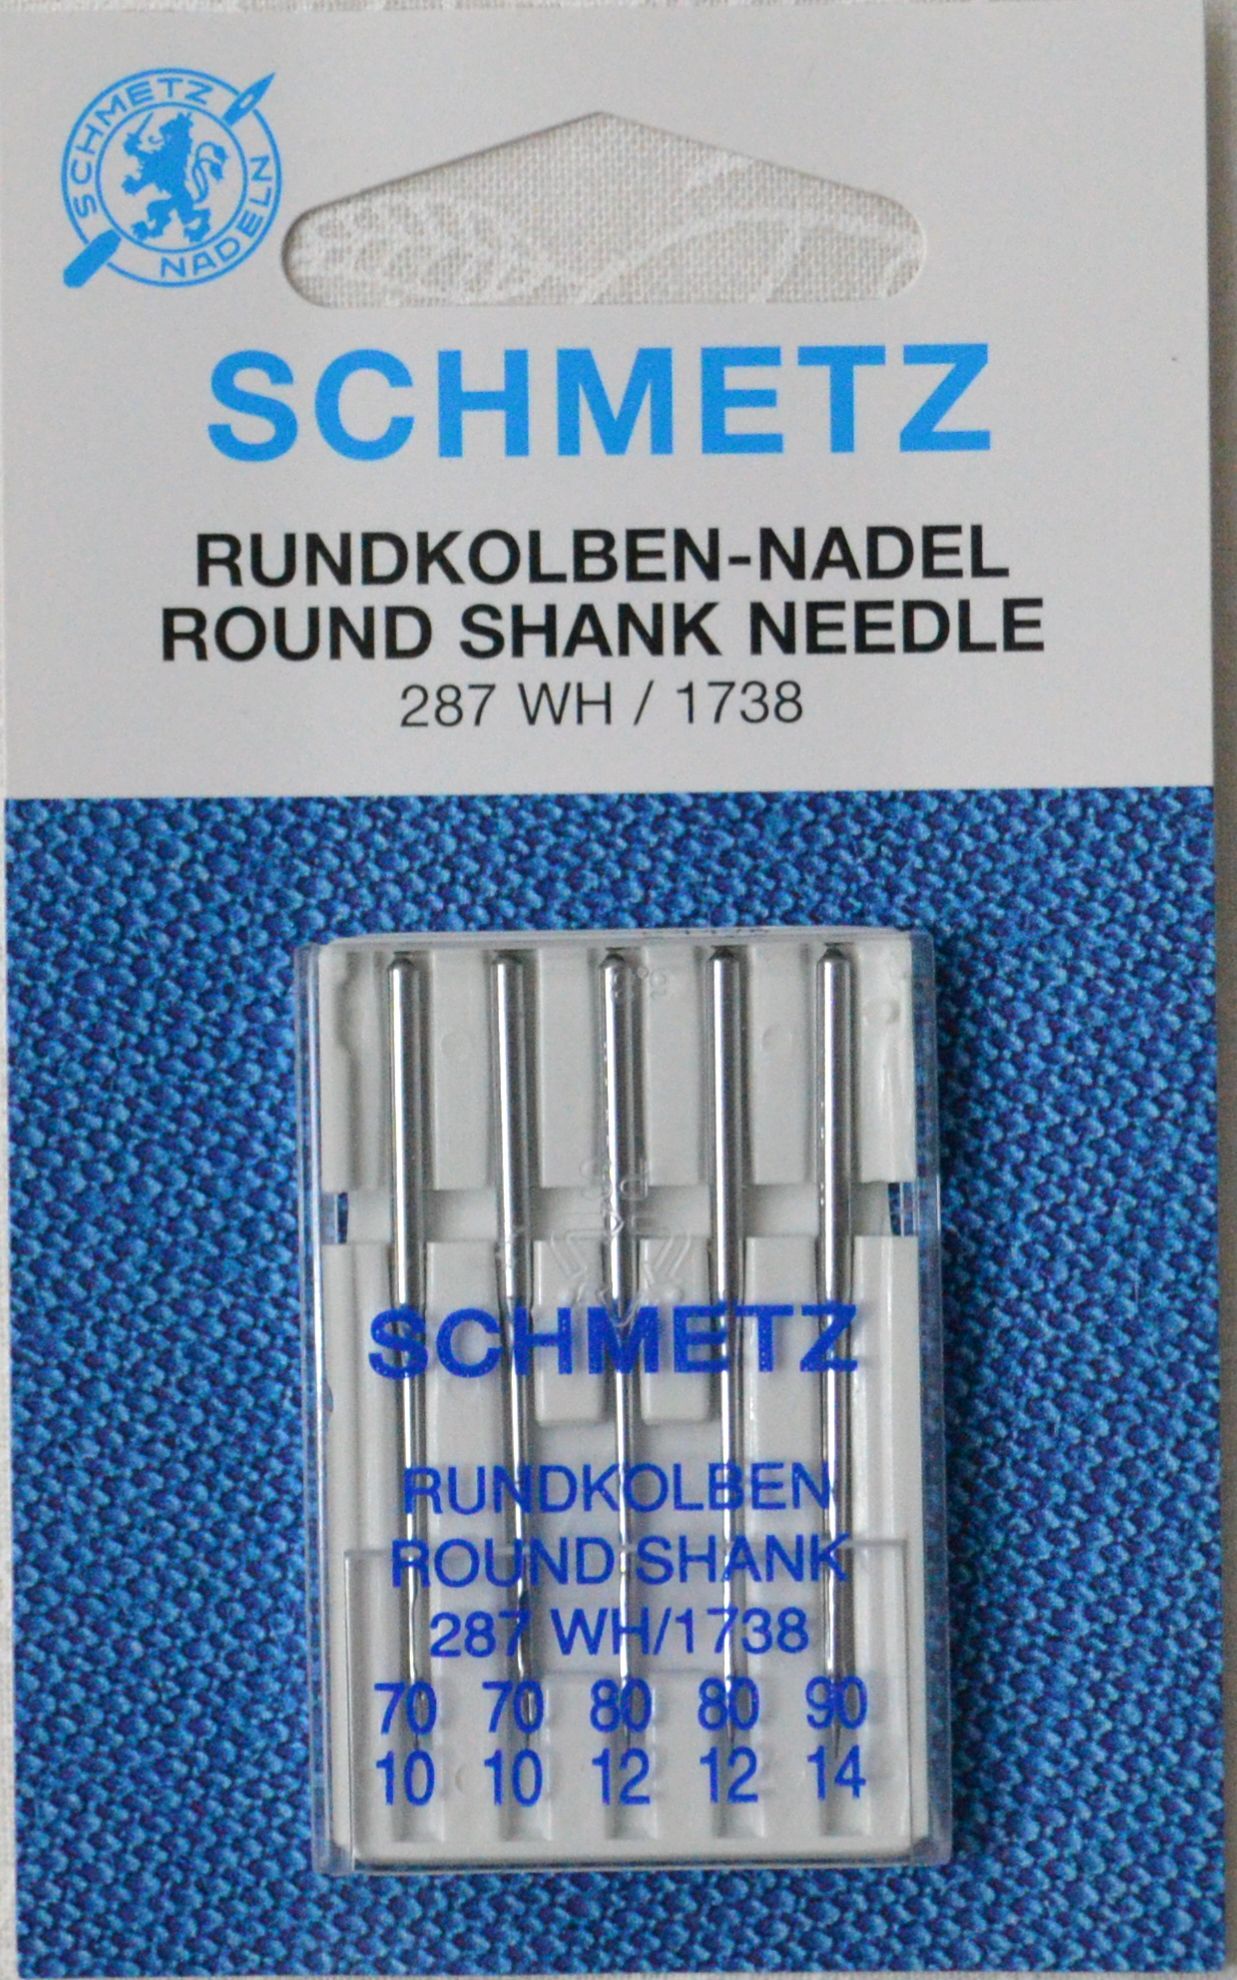 SCHMETZ
NADELN
SCHMETZ
RUNDKOLBEN-NADEL
ROUND SHANK NEEDLE
287 WH / 1738
SCHMETZ
RUNDKOLBEN
ROUND SHANK
287 WH/1738
70 70 80 80 90
10 10 12 12 14